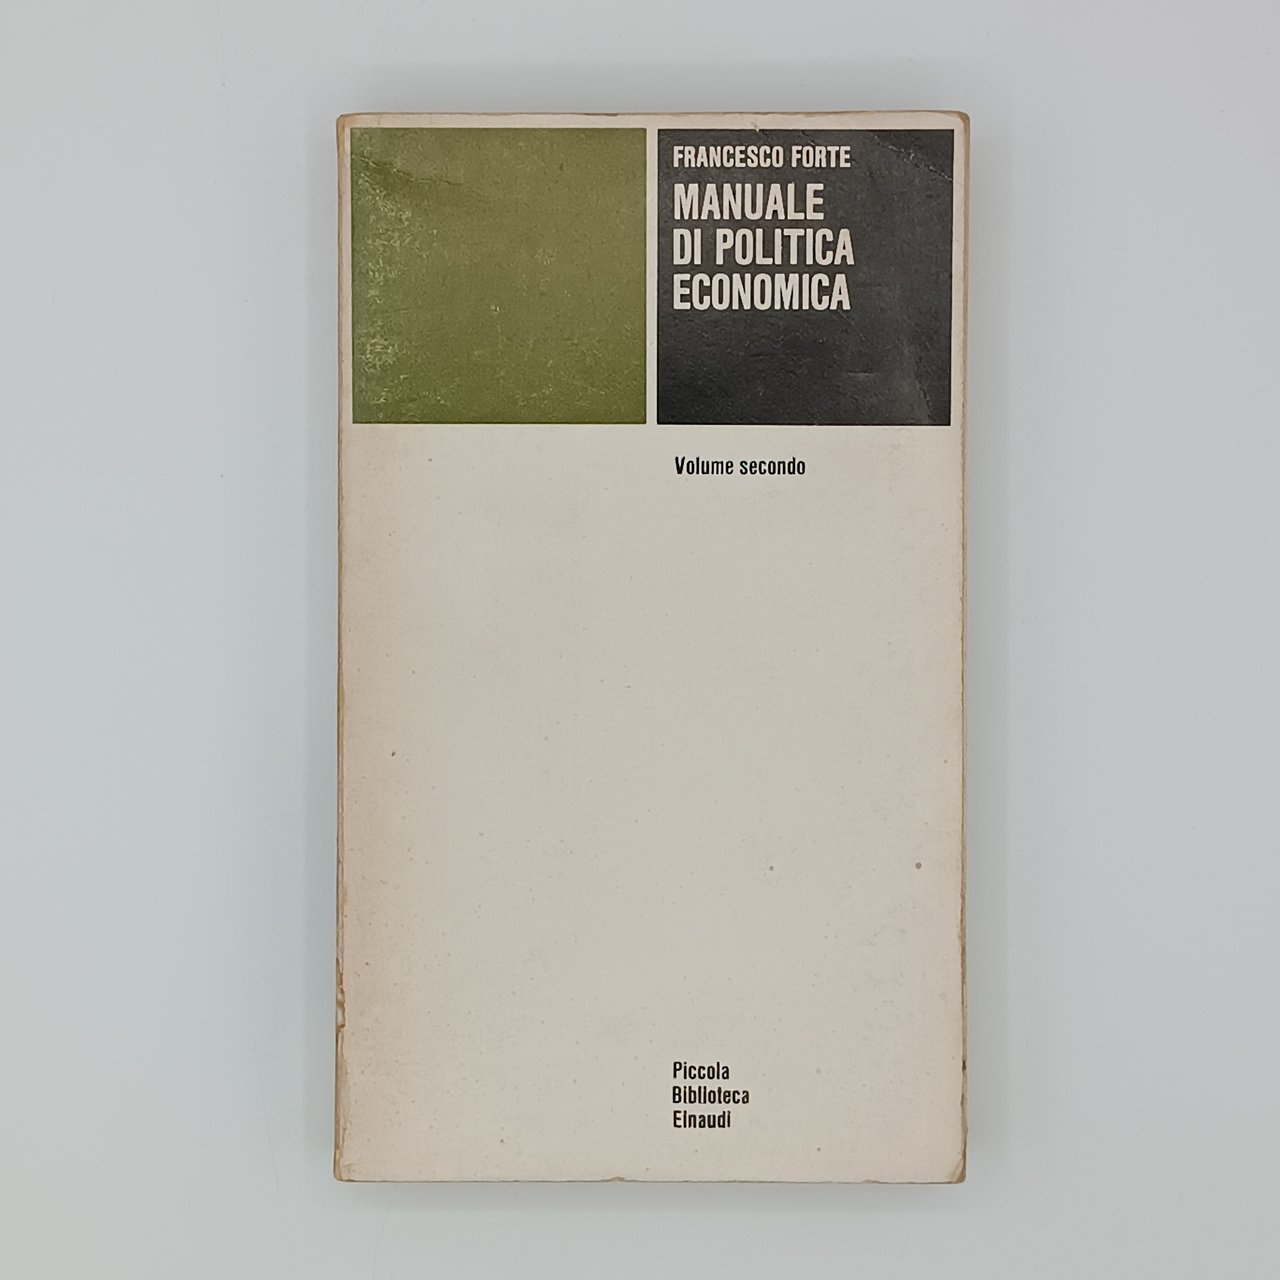 FRANCESCO FORTE
MANUALE
DI POLITICA
ECONOMICA
Volume secondo
Piccola
Biblioteca
Einaudi